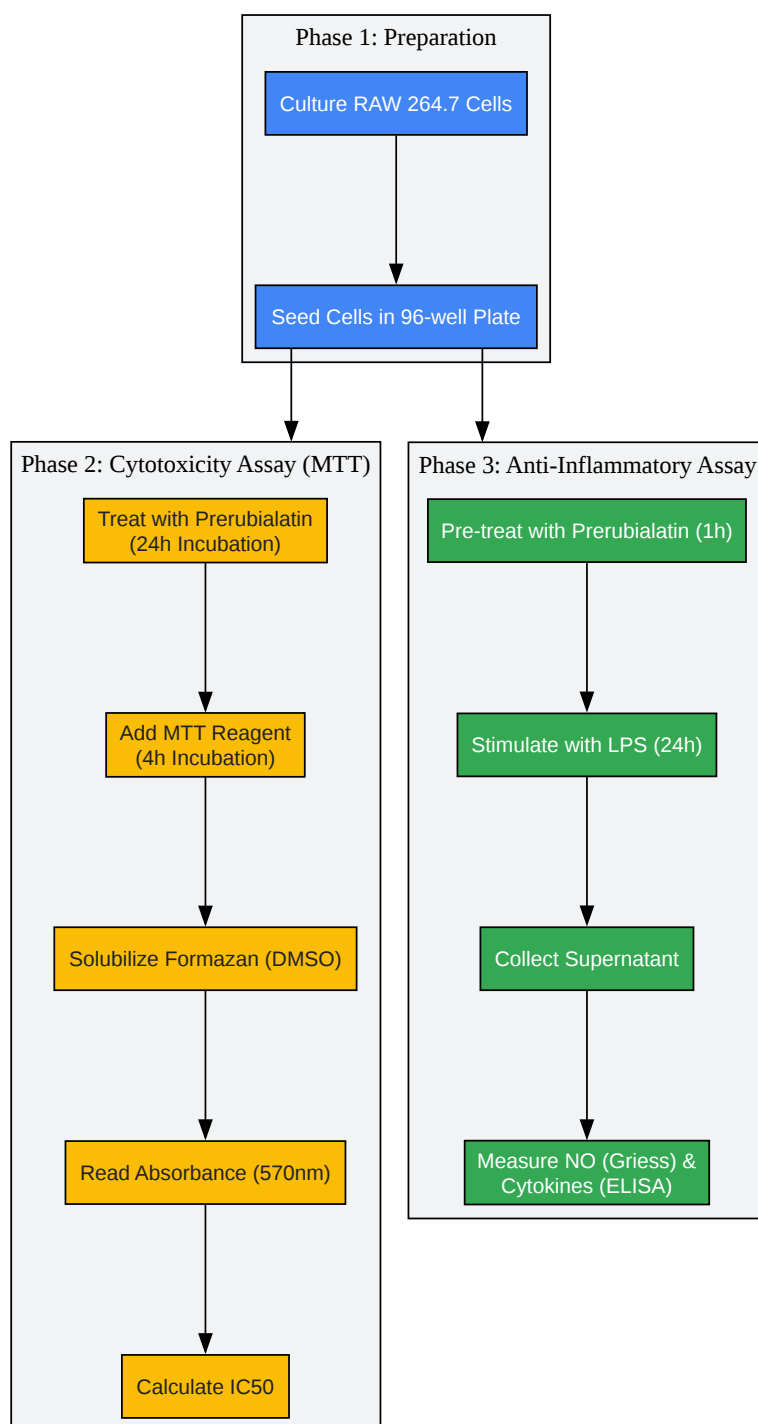 Phase 1: Preparation
Culture RAW 264.7 Cells
Seed Cells in 96-well Plate
Phase 2: Cytotoxicity Assay (MTT)
Treat with Prerubialatin
(24h Incubation)
Add MTT Reagent
(4h Incubation)
Solubilize Formazan (DMSO)
Read Absorbance (570nm)
Calculate IC50
Phase 3: Anti-Inflammatory Assay
Pre-treat with Prerubialatin (1h)
Stimulate with LPS (24h)
Collect Supernatant
Measure NO (Griess) &
Cytokines (ELISA)